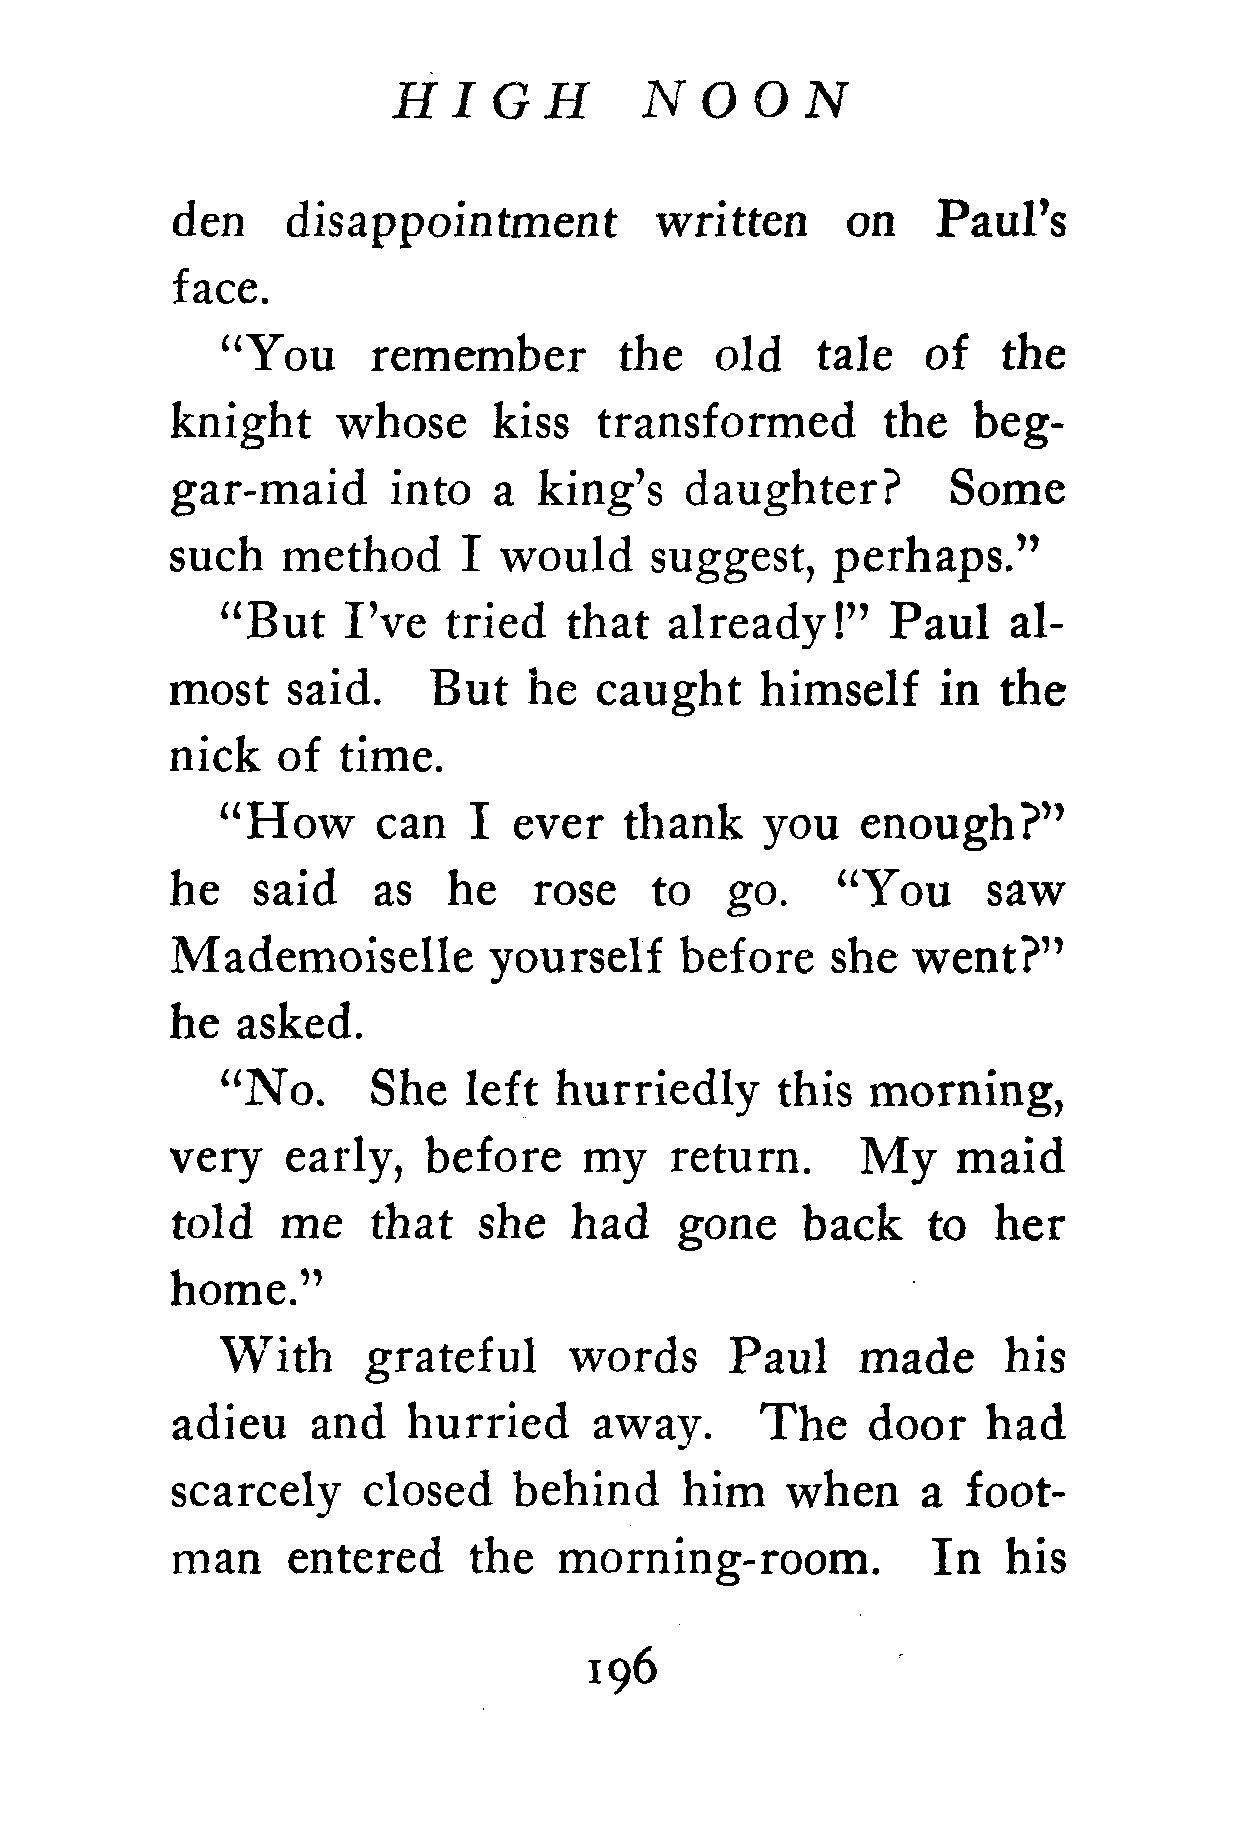 HIGH NOON
den disappointment written on Paul's
face.
"You remember the old tale of the
knight whose kiss transformed the beg-
gar-maid into a king's daughter? Some
such method I would suggest, perhaps."
"But I've tried that already!" Paul al-
most said. But he caught himself in the
nick of time.
"How can I ever thank you enough?"
he said as he rose to go. "You saw
Mademoiselle yourself before she went?"
he asked.
"No. She left hurriedly this morning,
very early, before my return. My maid
told me that she had gone back to her
home."
With grateful words Paul made his
adieu and hurried away. The door had
scarcely closed behind him when a foot-
man entered the morning-room. In his
196